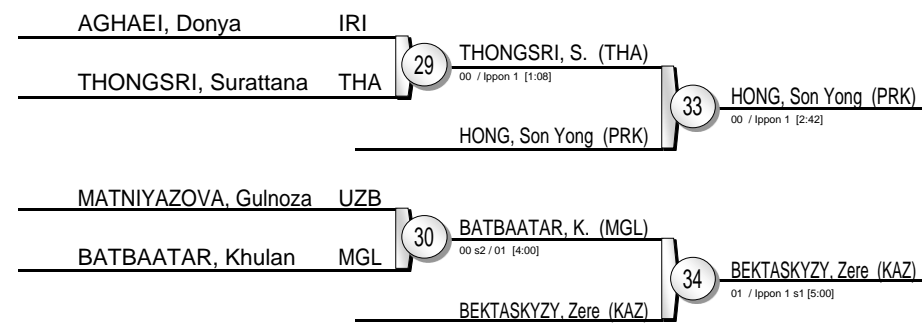 AGHAEI, Donya IRI
THONGSRI, Surattana THA
29
THONGSRI, S. (THA)
00 / Ippon 1 [1:08]
HONG, Son Yong (PRK)
33
HONG, Son Yong (PRK)
00 / Ippon 1 [2:42]
MATNIYAZOVA, Gulnoza UZB
BATBAATAR, Khulan MGL
30
BATBAATAR, K. (MGL)
00 s2 / 01 [4:00]
BEKTASKYZY, Zere (KAZ)
34
BEKTASKYZY, Zere (KAZ)
01 / Ippon 1 s1 [5:00]